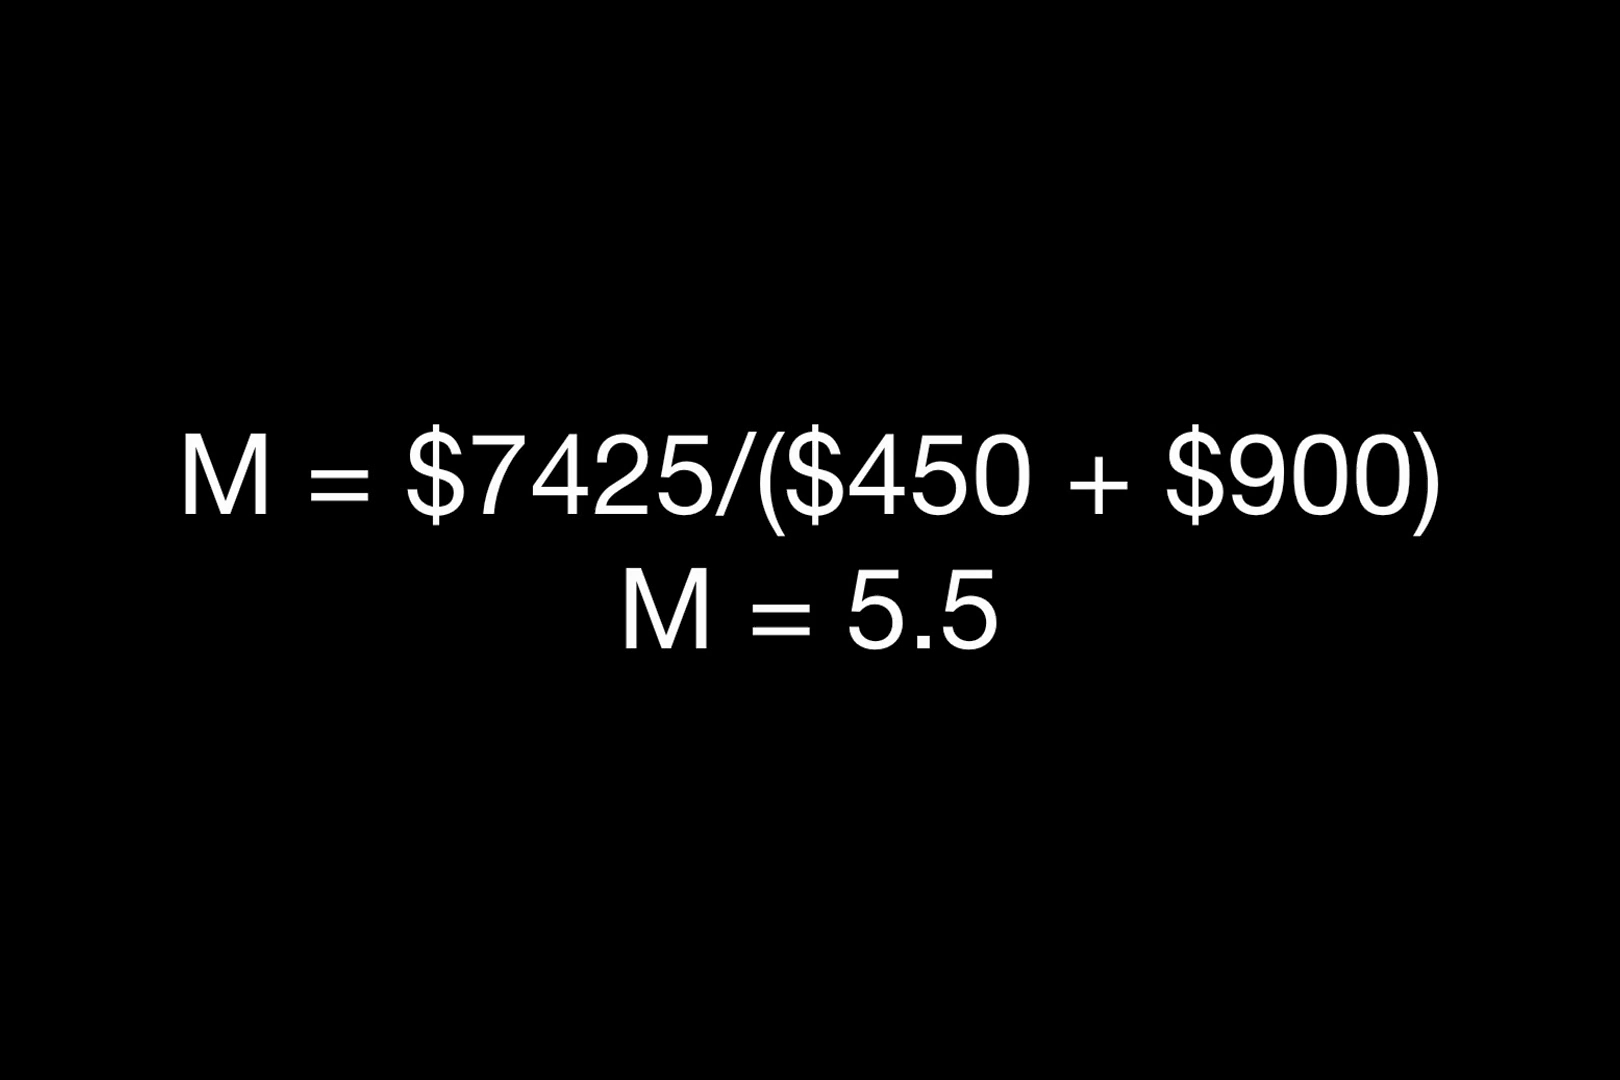 M = $7425/($450 + $900)
M = 5.5